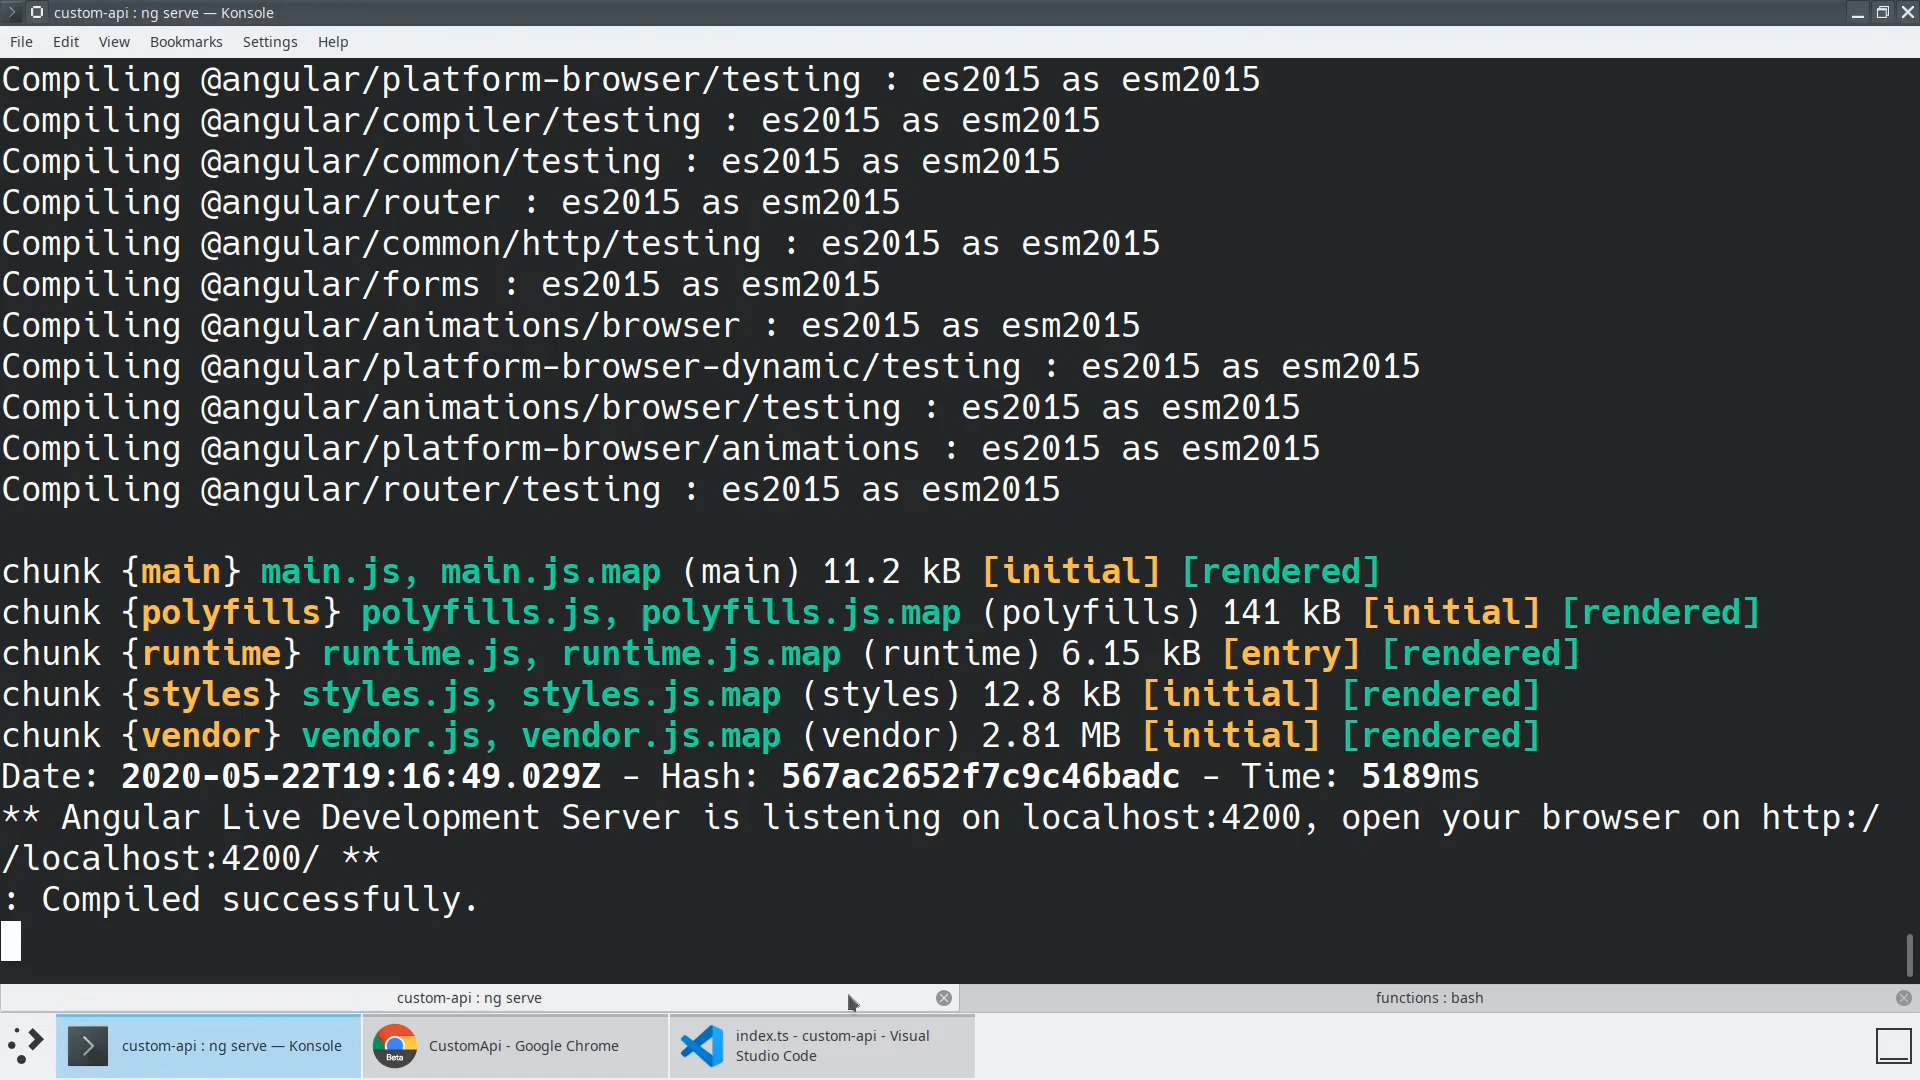 custom-api : ng serve — Konsole
File Edit View Bookmarks Settings Help
Compiling @angular/platform-browser/testing : es2015 as esm2015
Compiling @angular/compiler/testing : es2015 as esm2015
Compiling @angular/common/testing : es2015 as esm2015
Compiling @angular/router : es2015 as esm2015
Compiling @angular/common/http/testing : es2015 as esm2015
Compiling @angular/forms : es2015 as esm2015
Compiling @angular/animations/browser : es2015 as esm2015
Compiling @angular/platform-browser-dynamic/testing : es2015 as esm2015
Compiling @angular/animations/browser/testing : es2015 as esm2015
Compiling @angular/platform-browser/animations : es2015 as esm2015
Compiling @angular/router/testing : es2015 as esm2015
chunk {main} main.js, main.js.map (main) 11.2 kB [initial] [rendered]
chunk {polyfills} polyfills.js, polyfills.js.map (polyfills) 141 kB [initial] [rendered]
chunk {runtime} runtime.js, runtime.js.map (runtime) 6.15 kB [entry] [rendered]
chunk {styles} styles.js, styles.js.map (styles) 12.8 kB [initial] [rendered]
chunk {vendor} vendor.js, vendor.js.map (vendor) 2.81 MB [initial] [rendered]
Date: 2020-05-22T19:16:49.029Z - Hash: 567ac2652f7c9c46badc - Time: 5189ms
** Angular Live Development Server is listening on localhost:4200, open your browser on http:/
/localhost:4200/ **
: Compiled successfully.
custom-api : ng serve
functions : bash
custom-api : ng serve — Konsole
Beta
CustomApi - Google Chrome
index.ts - custom-api - Visual
Studio Code